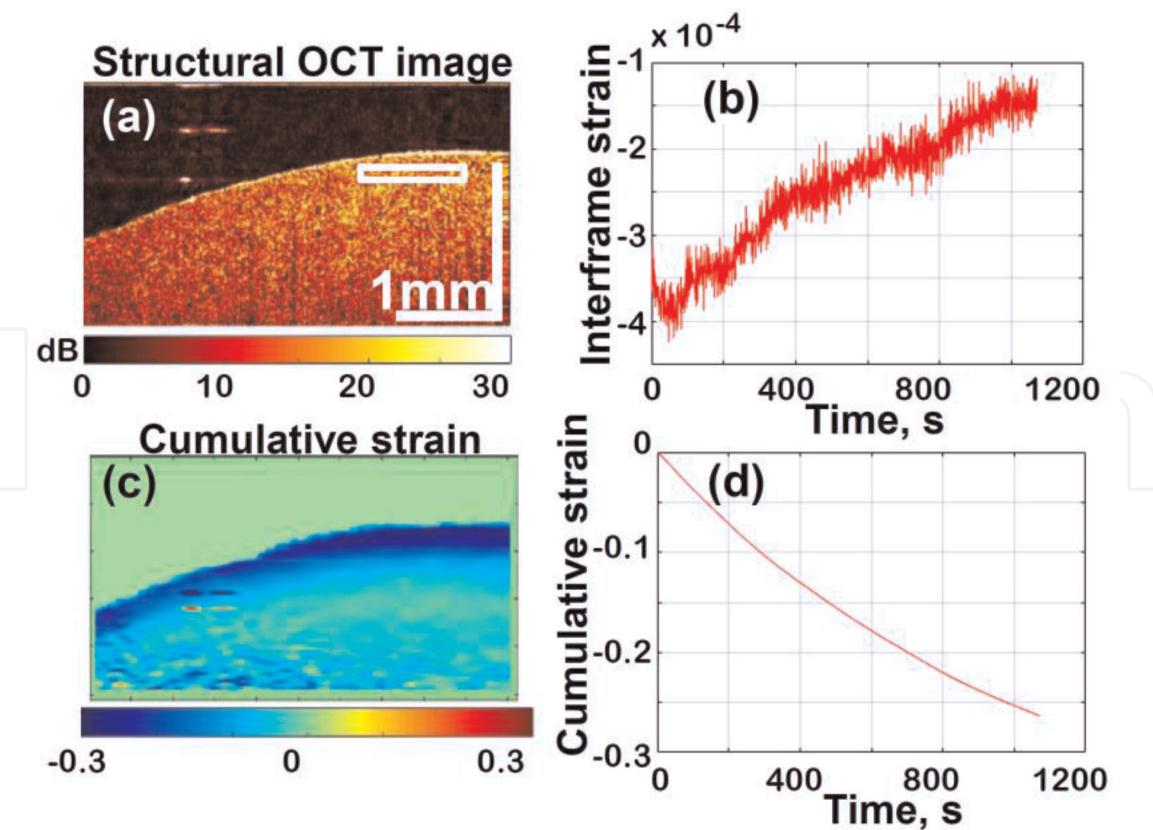 Structural OCT image
(a)
1mm
dB
0 10 20 30
x 10-4
(b)
Interframe strain
-1
-2
-3
-4
0 400 800 1200
Time, s
Cumulative strain
(c)
-0.3 0 0.3
(d)
Cumulative strain
0
-0.1
-0.2
-0.3
0 400 800 1200
Time, s